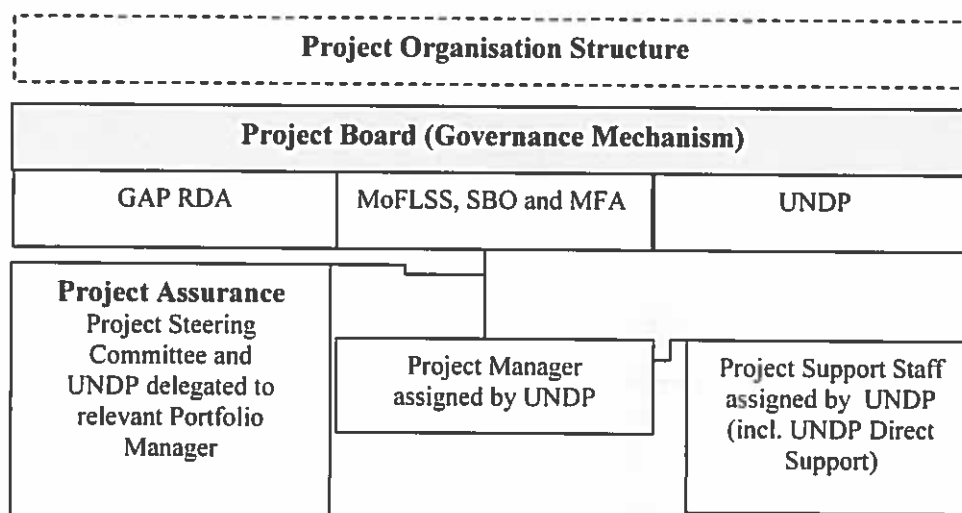 Project Organisation Structure
Project Board (Governance Mechanism)
GAP RDA
MoFLSS, SBO and MFA
UNDP
Project Assurance
Project Steering
Committee and
UNDP delegated to
relevant Portfolio
Manager
Project Manager
assigned by UNDP
Project Support Staff
assigned by UNDP
(incl. UNDP Direct
Support)